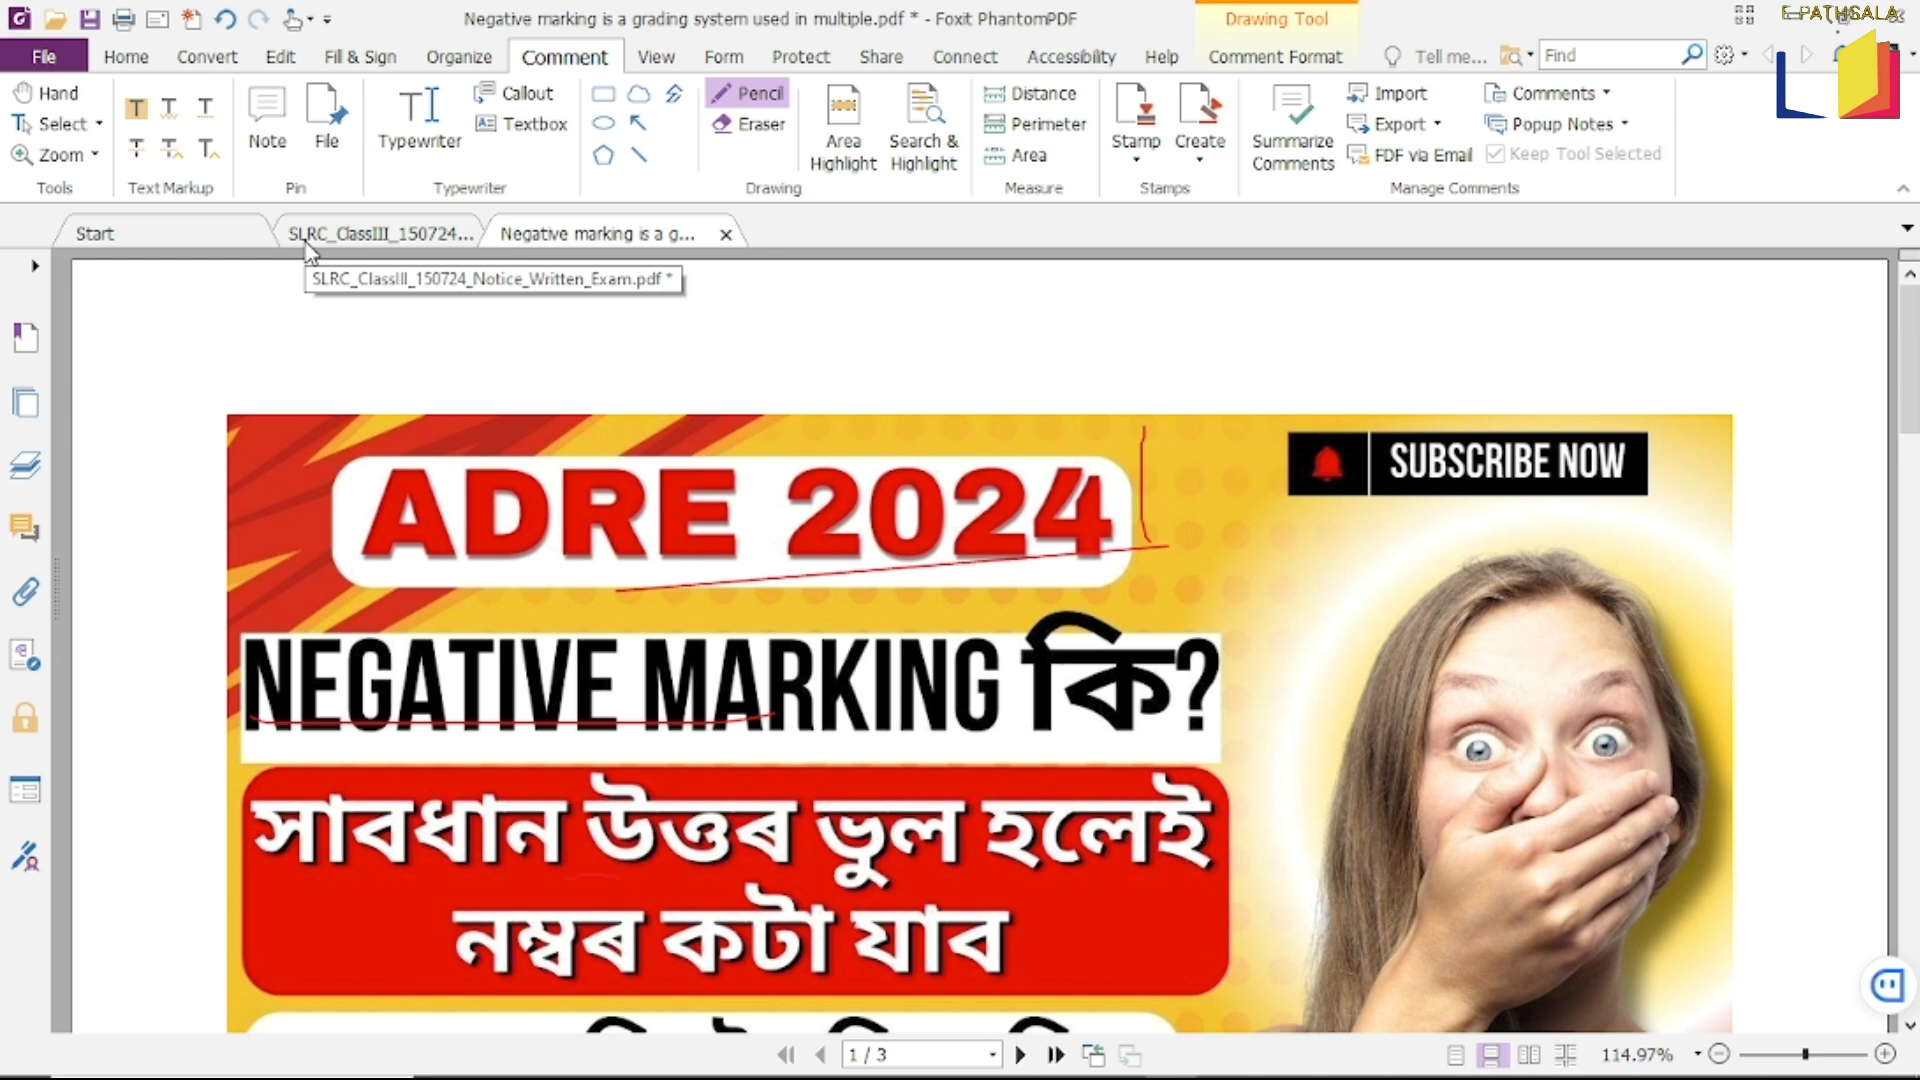 Negative marking is a grading system used in multiple.pdf * - Foxit PhantomPDF
Drawing Tool
E PATHSALA
File
Home
Convert
Edit
Fill & Sign
Organize
Comment
View
Form
Protect
Share
Connect
Accessibility
Help
Comment Format
Tell me...
Find
Hand
Select
Zoom
Tools
Text Markup
Note
File
Pin
Typewriter
Callout
Textbox
Typewriter
Pencil
Eraser
Area Highlight
Search & Highlight
Drawing
Distance
Perimeter
Area
Measure
Stamp
Create
Stamps
Summarize Comments
Import
Export
FDF via Email
Comments
Popup Notes
Keep Tool Selected
Manage Comments
Start
SLRC_ClassIII_150724...
Negative marking is a g...
SLRC_ClassIII_150724_Notice_Written_Exam.pdf *
ADRE 2024
SUBSCRIBE NOW
NEGATIVE MARKING কি?
সাবধান উত্তৰ ভুল হলেই
নম্বৰ কটা যাব
1 / 3
114.97%